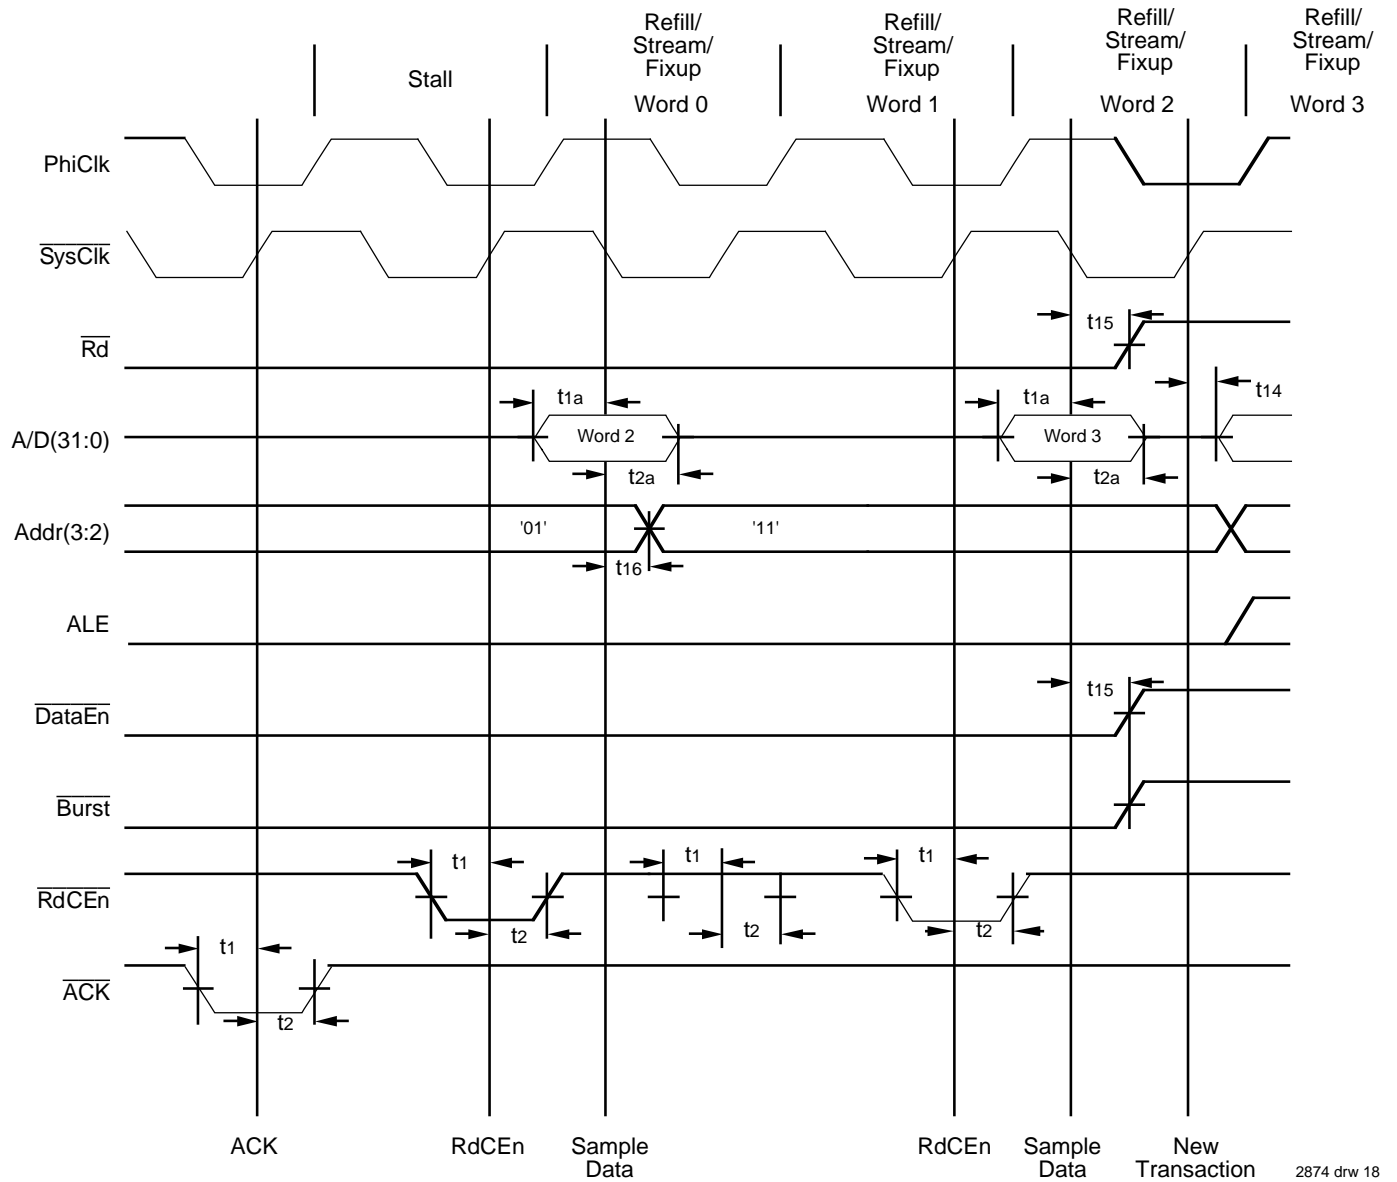 Refill/
Stream/
Fixup
Refill/
Stream/
Fixup
Refill/
Stream/
Fixup
Refill/
Stream/
Fixup
Stall
Word 0
Word 1
Word 2
Word 3
PhiClk
SysClk
Rd
t15
A/D(31:0)
t1a
Word 2
t2a
t1a
Word 3
t2a
t14
Addr(3:2)
'01'
'11'
t16
ALE
DataEn
t15
Burst
RdCEn
t1
t2
t1
t2
t1
t2
ACK
t1
t2
ACK
RdCEn
Sample
Data
RdCEn
Sample
Data
New
Transaction
2874 drw 18